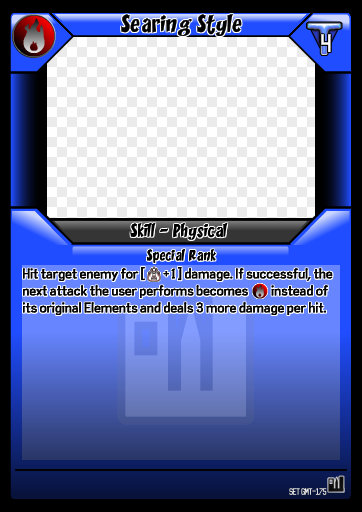 Searing Style
4
Skill - Physical
Special Rank
Hit target enemy for [ +1] damage. If successful, the
next attack the user performs becomes instead of
its original Elements and deals 3 more damage per hit.
SET GMT-175